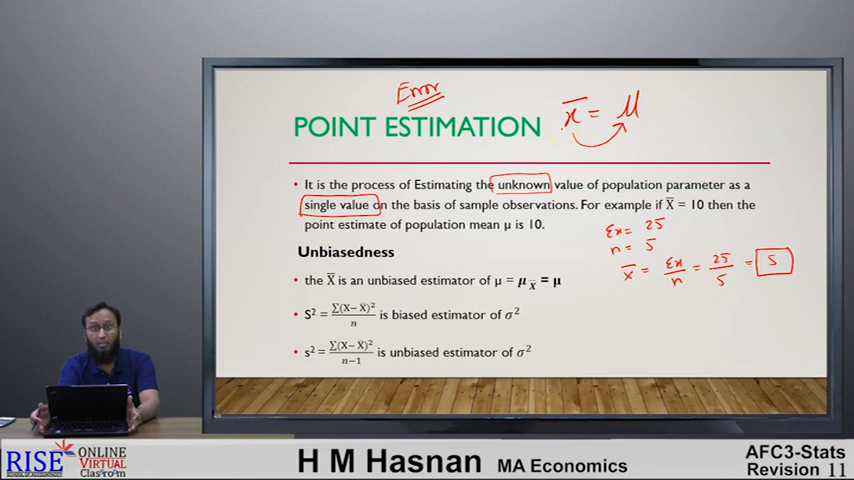 Error
POINT ESTIMATION
x̄ = μ
• It is the process of Estimating the unknown value of population parameter as a
single value on the basis of sample observations. For example if X̄ = 10 then the
point estimate of population mean μ is 10.
Σx = 25
n = 5
x̄ = Σx/n = 25/5 = 5
Unbiasedness
• the X̄ is an unbiased estimator of μ = μ_X̄ = μ
• S² = ∑(X−X̄)²/n is biased estimator of σ²
• s² = ∑(X−X̄)²/n−1 is unbiased estimator of σ²
RISE
SCHOOL OF ACCOUNTANCY
ONLINE
VIRTUAL
Classroom
H M Hasnan MA Economics
AFC3-Stats
Revision 11